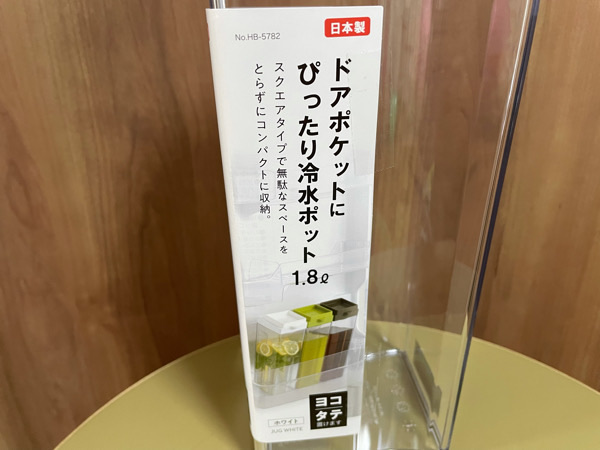 No.HB-5782
日本製
ドアポケットに
ぴったり冷水ポット
1.8ℓ
スクエアタイプで無駄なスペースを
とらずにコンパクトに収納。
ヨコ
タテ
置けます
ホワイト
JUG WHITE